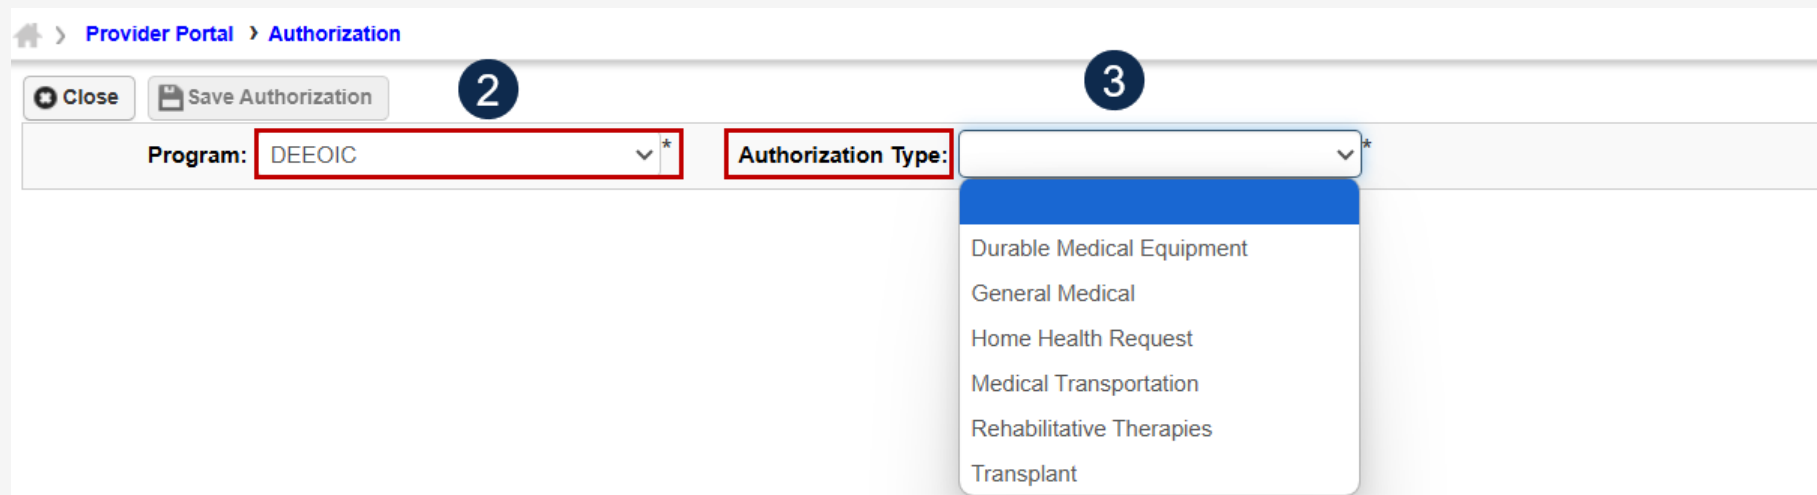 Provider Portal > Authorization
Close Save Authorization 2 3
Program: DEEOIC * Authorization Type: *
Durable Medical Equipment
General Medical
Home Health Request
Medical Transportation
Rehabilitative Therapies
Transplant